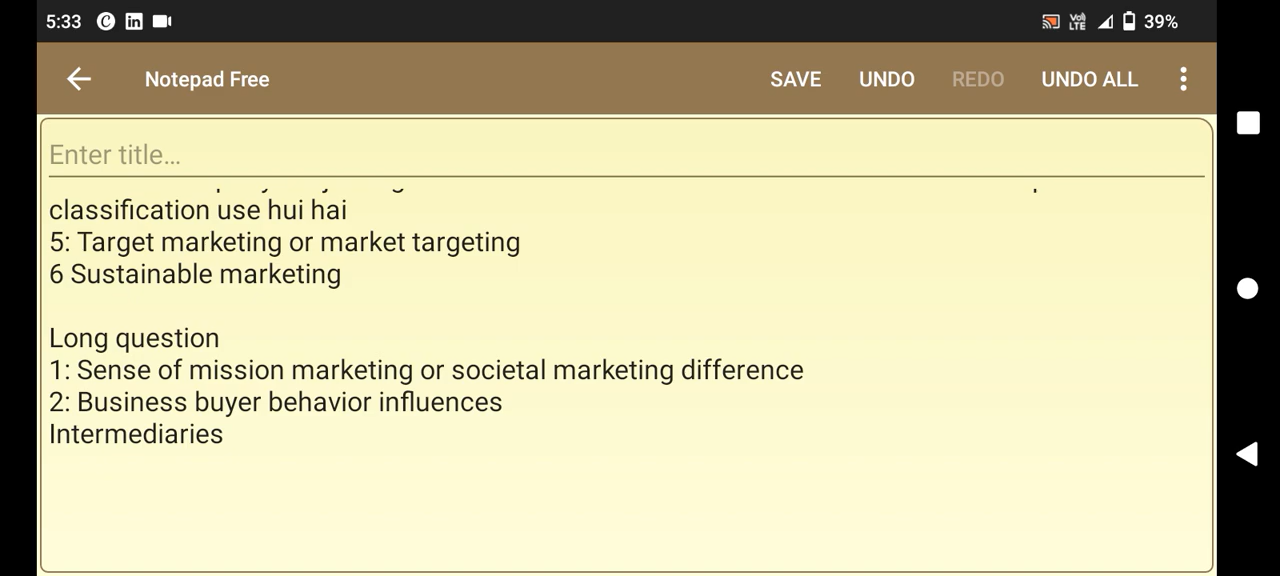 5:33 39%
Notepad Free SAVE UNDO REDO UNDO ALL
Enter title...
classification use hui hai
5: Target marketing or market targeting
6 Sustainable marketing
Long question
1: Sense of mission marketing or societal marketing difference
2: Business buyer behavior influences
Intermediaries